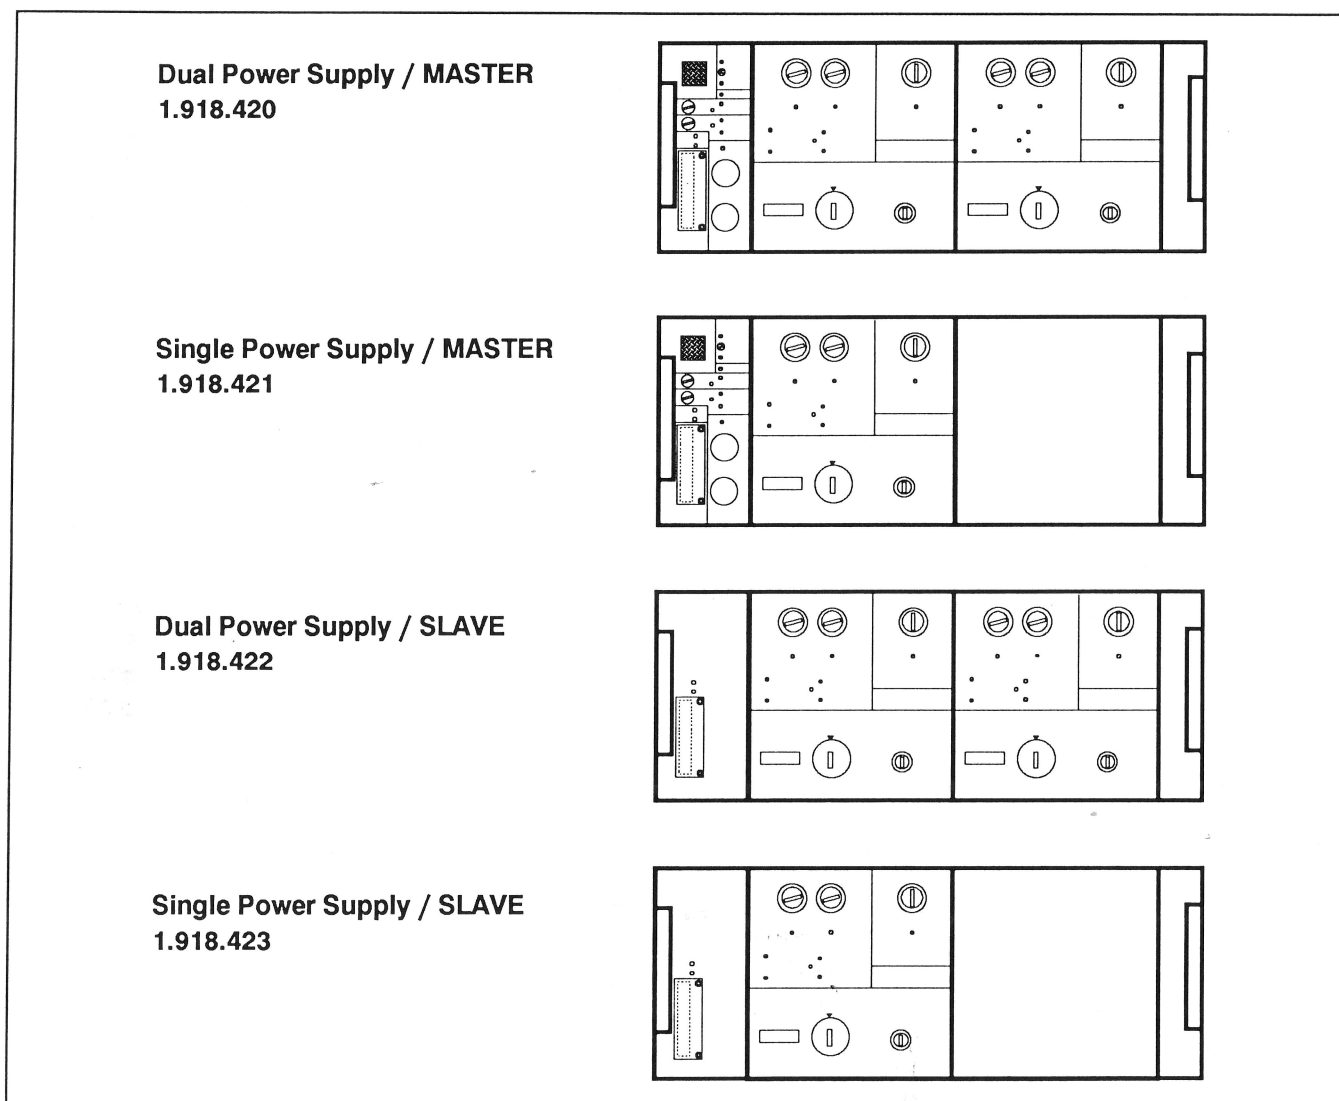 Dual Power Supply / MASTER
1.918.420
Single Power Supply / MASTER
1.918.421
Dual Power Supply / SLAVE
1.918.422
Single Power Supply / SLAVE
1.918.423